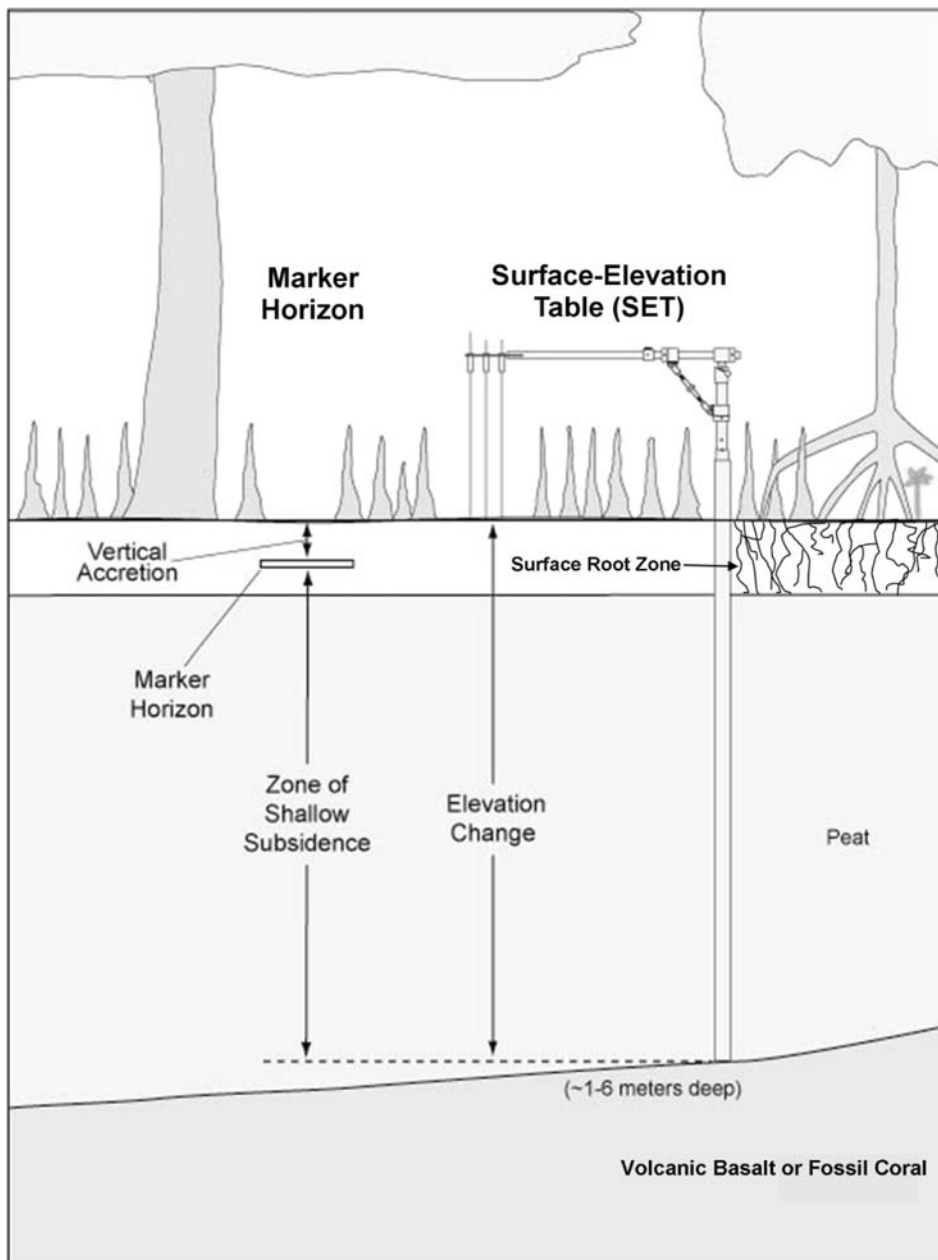 Marker
Horizon
Surface-Elevation
Table (SET)
Vertical
Accretion
Surface Root Zone
Marker
Horizon
Zone of
Shallow
Subsidence
Elevation
Change
Peat
(~1-6 meters deep)
Volcanic Basalt or Fossil Coral